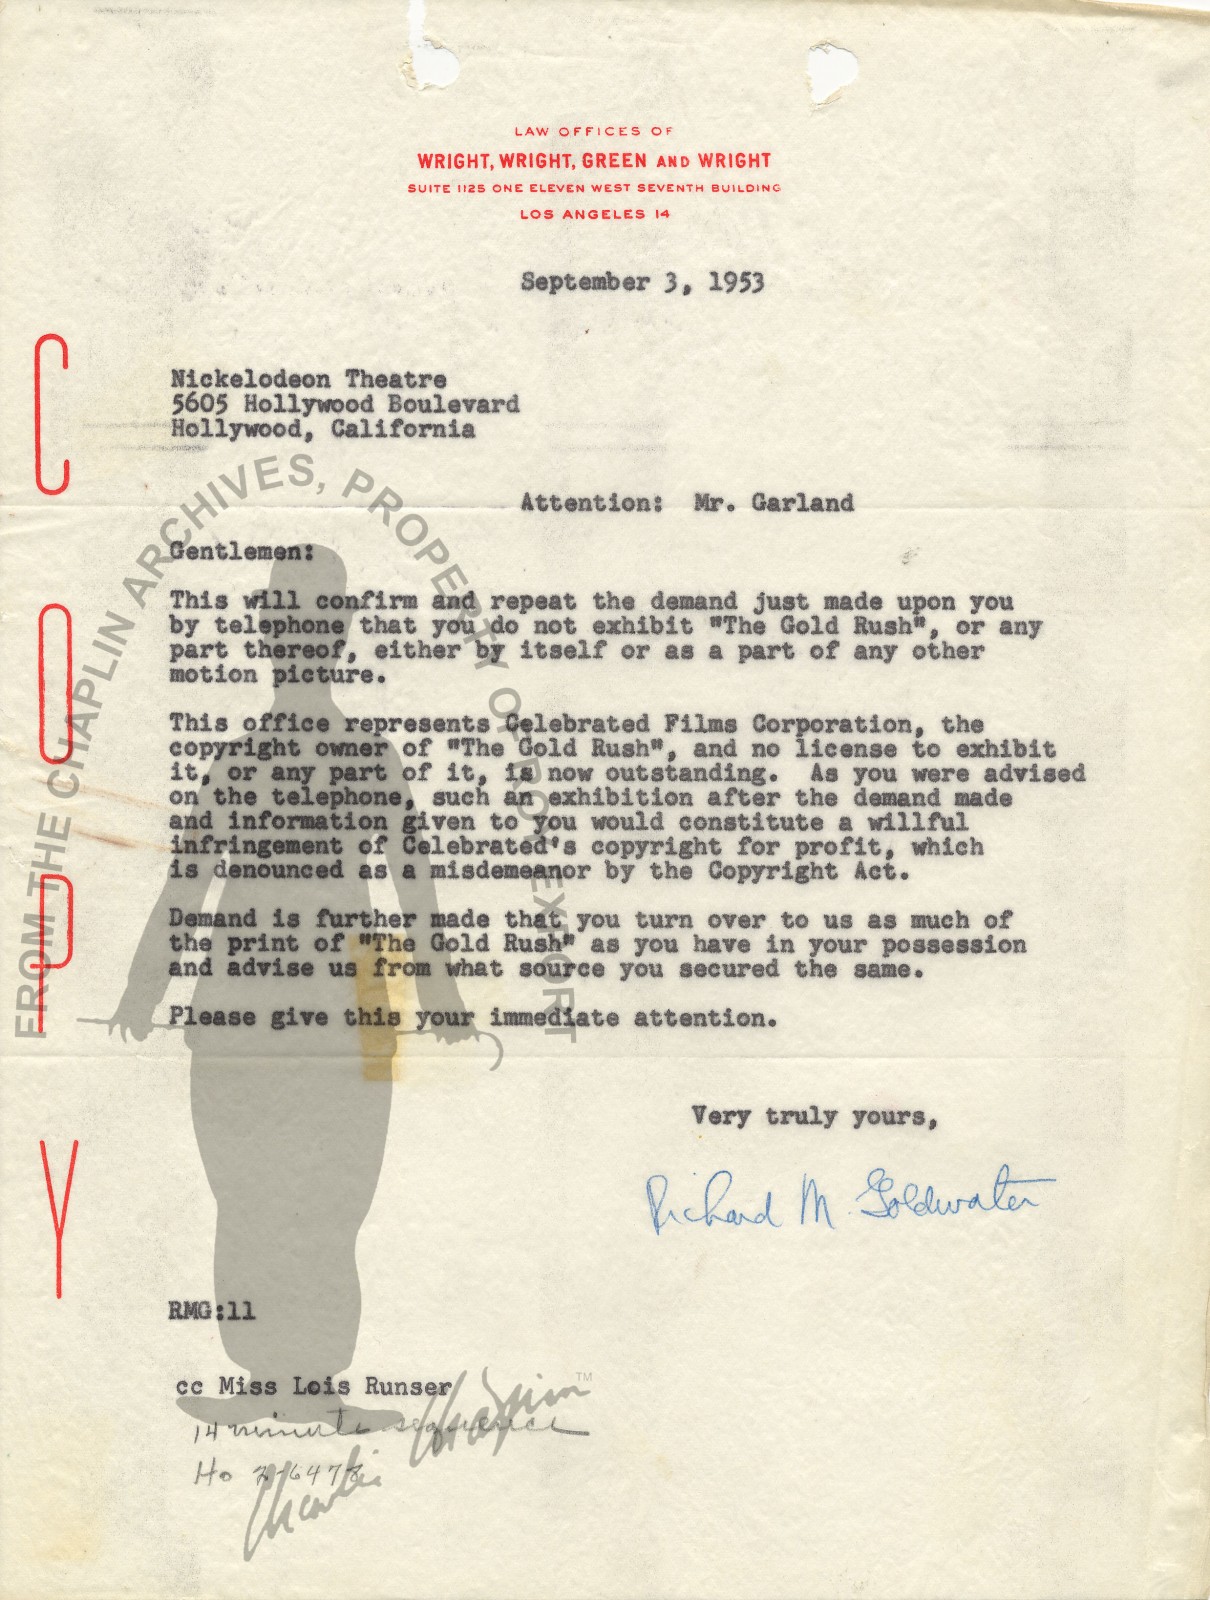 LAW OFFICES OF
WRIGHT, WRIGHT, GREEN AND WRIGHT
SUITE 1125 ONE ELEVEN WEST SEVENTH BUILDING
LOS ANGELES 14
September 3, 1953
COPY
Nickelodeon Theatre
5605 Hollywood Boulevard
Hollywood, California
Attention: Mr. Garland
Gentlemen:
This will confirm and repeat the demand just made upon you
by telephone that you do not exhibit "The Gold Rush", or any
part thereof, either by itself or as a part of any other
motion picture.
This office represents Celebrated Films Corporation, the
copyright owner of "The Gold Rush", and no license to exhibit
it, or any part of it, is now outstanding. As you were advised
on the telephone, such an exhibition after the demand made
and information given to you would constitute a willful
infringement of Celebrated's copyright for profit, which
is denounced as a misdemeanor by the Copyright Act.
Demand is further made that you turn over to us as much of
the print of "The Gold Rush" as you have in your possession
and advise us from what source you secured the same.
Please give this your immediate attention.
Very truly yours,
Richard M. Goldwater
RMG:ll
cc Miss Lois Runser
14 minute sequence
Ho
FROM THE CHAPLIN ARCHIVES, PROPERTY OF ROY EXPORT
Charlie Chaplin ™